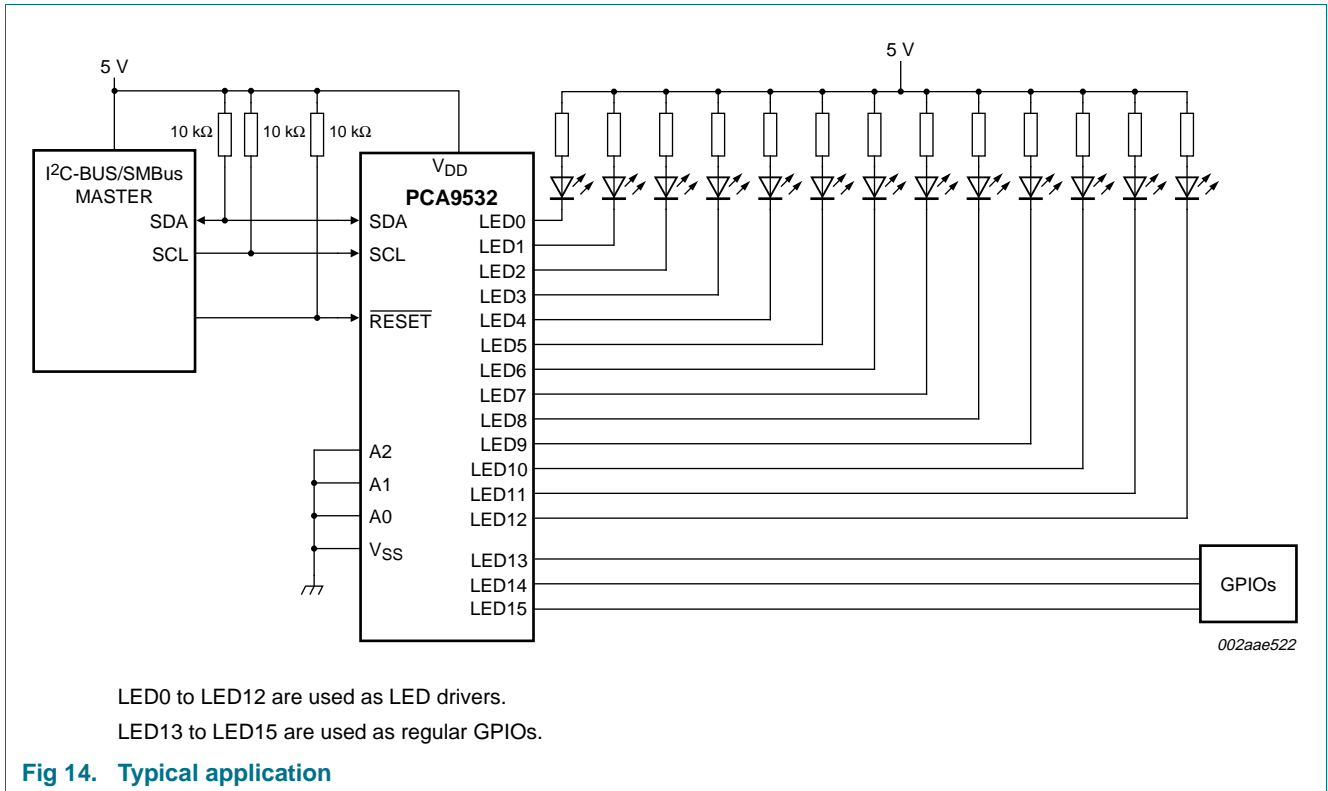 5 V
5 V
10 kΩ 10 kΩ 10 kΩ
I²C-BUS/SMBus
MASTER
SDA
SCL
VDD
PCA9532
SDA
SCL
RESET
A2
A1
A0
VSS
LED0
LED1
LED2
LED3
LED4
LED5
LED6
LED7
LED8
LED9
LED10
LED11
LED12
LED13
LED14
LED15
GPIOs
002aae522
LED0 to LED12 are used as LED drivers.
LED13 to LED15 are used as regular GPIOs.
Fig 14. Typical application